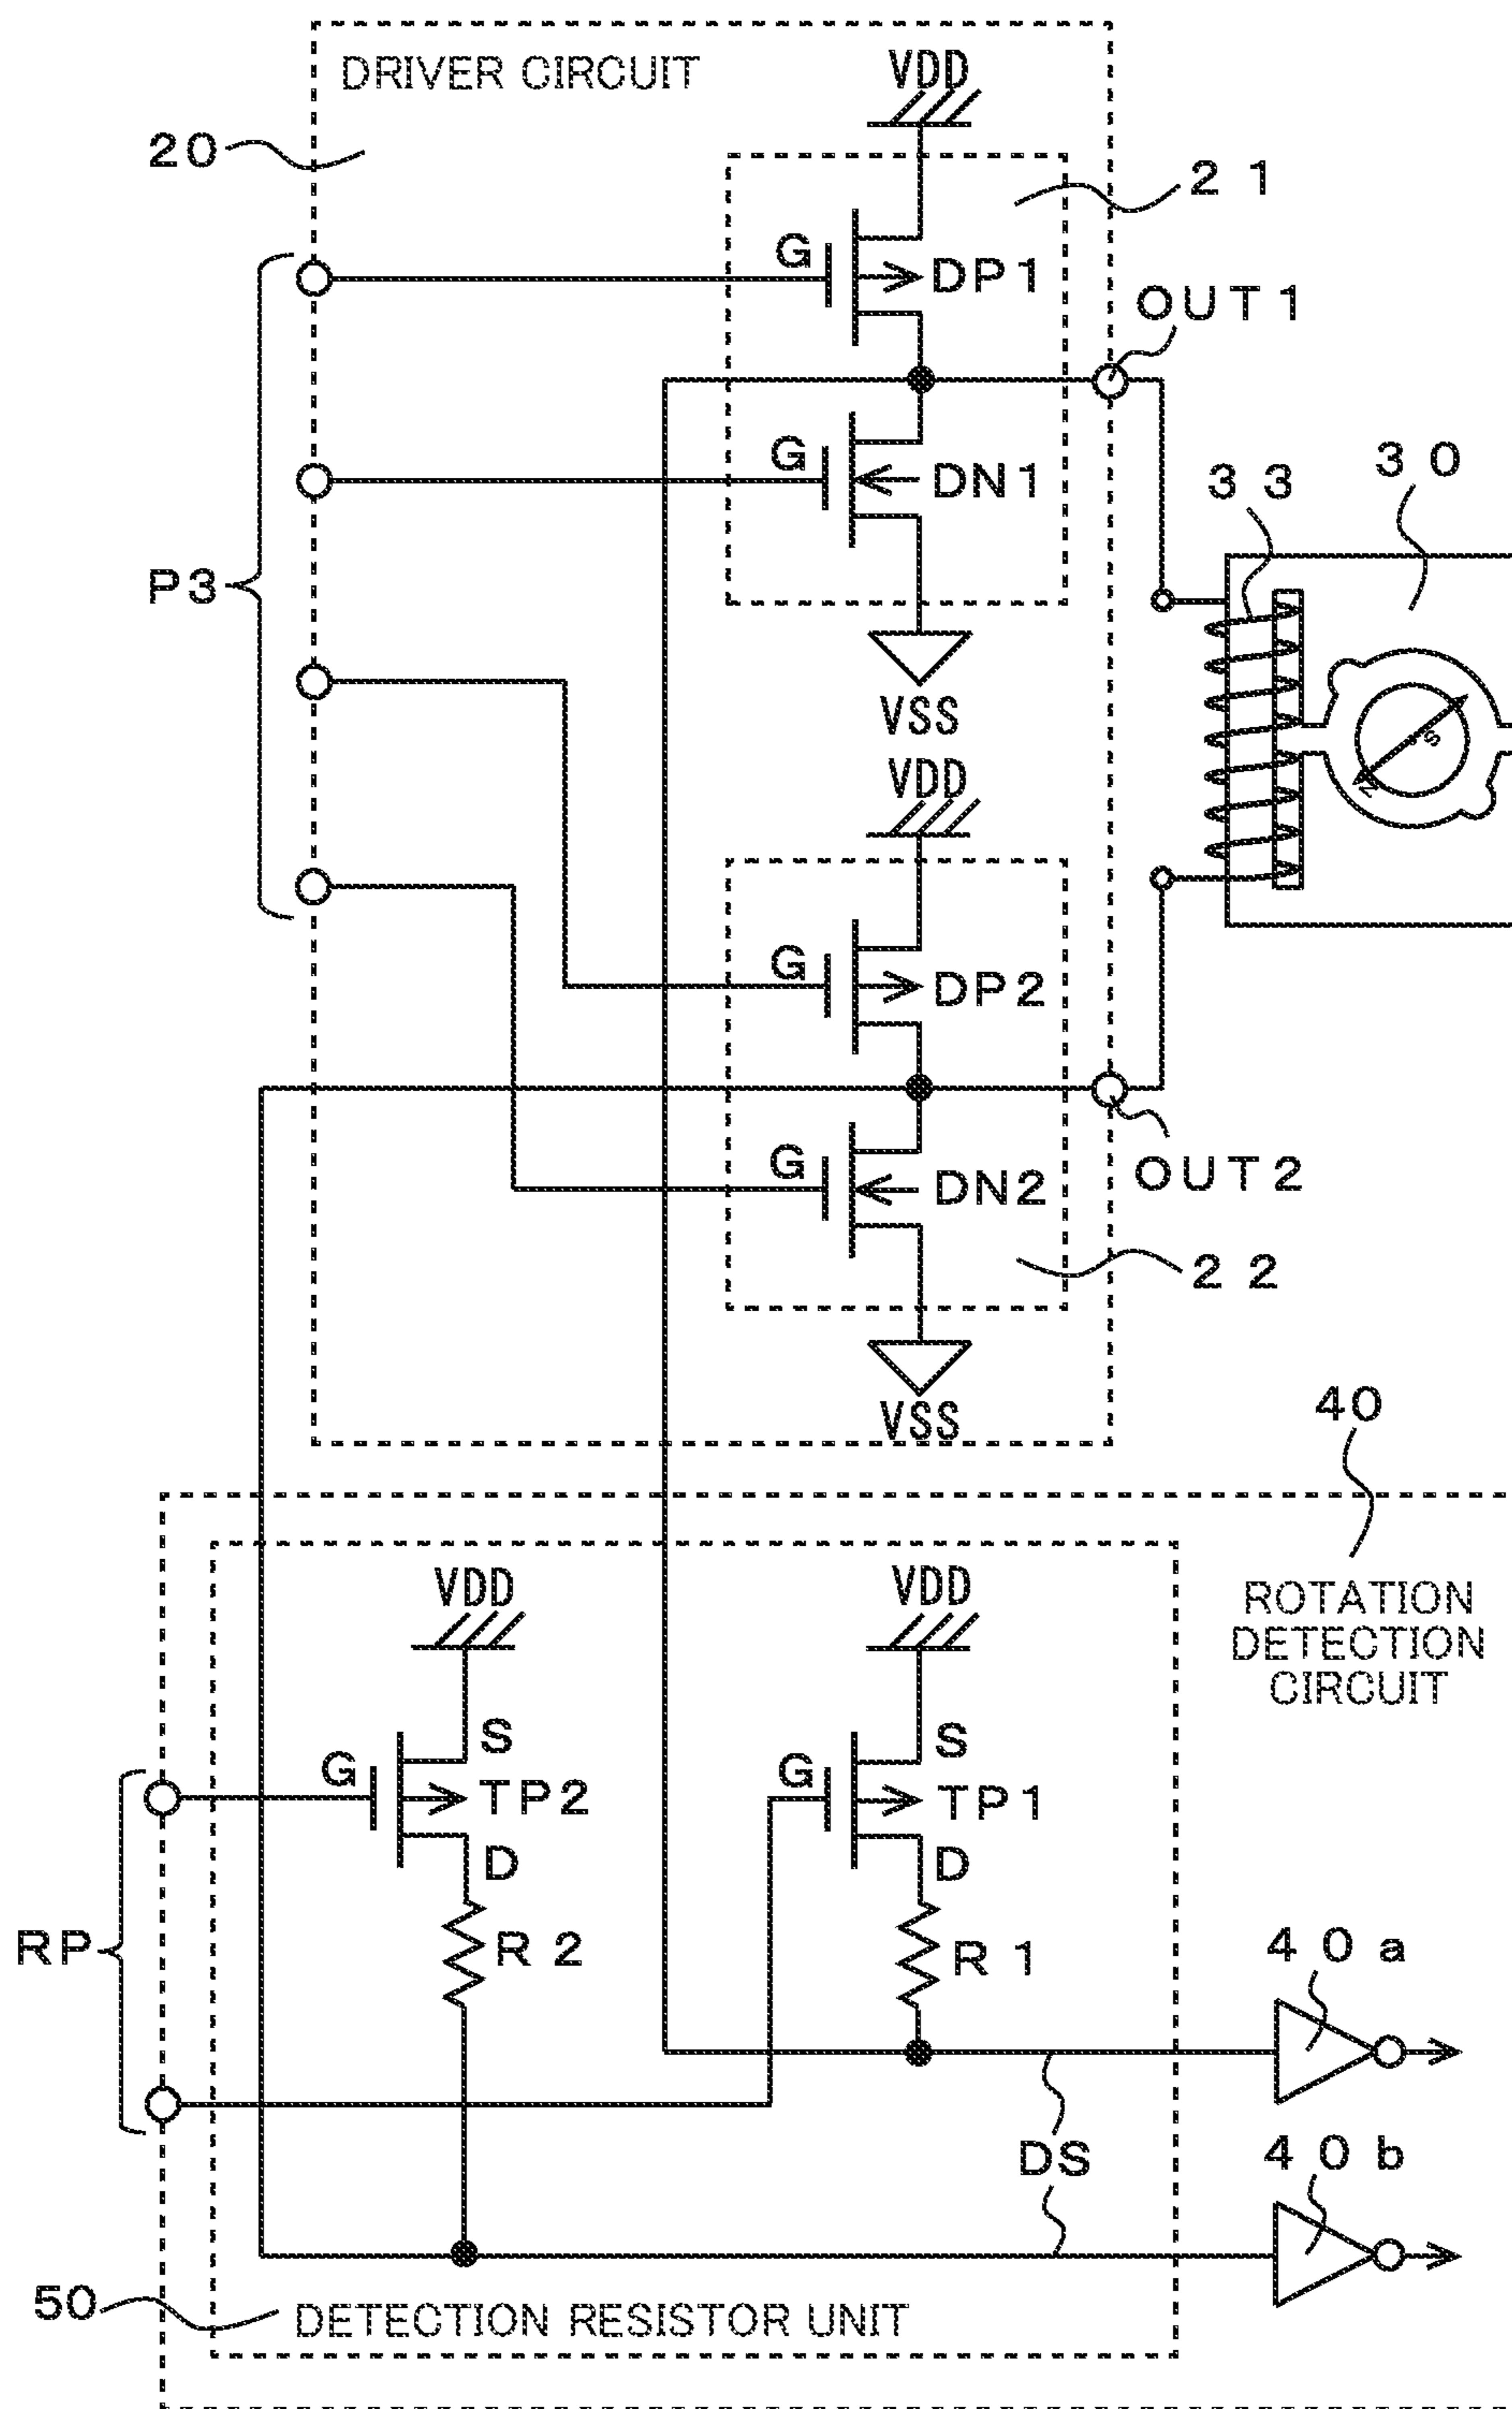 DRIVER CIRCUIT
VDD
20
21
G
DP1
OUT1
G
DN1
33
30
P3
VSS
VDD
S
N
G
DP2
G
DN2
OUT2
22
VSS
40
VDD
VDD
ROTATION
DETECTION
CIRCUIT
S
S
G
TP2
G
TP1
D
D
RP
R2
R1
40a
DS
40b
50
DETECTION RESISTOR UNIT